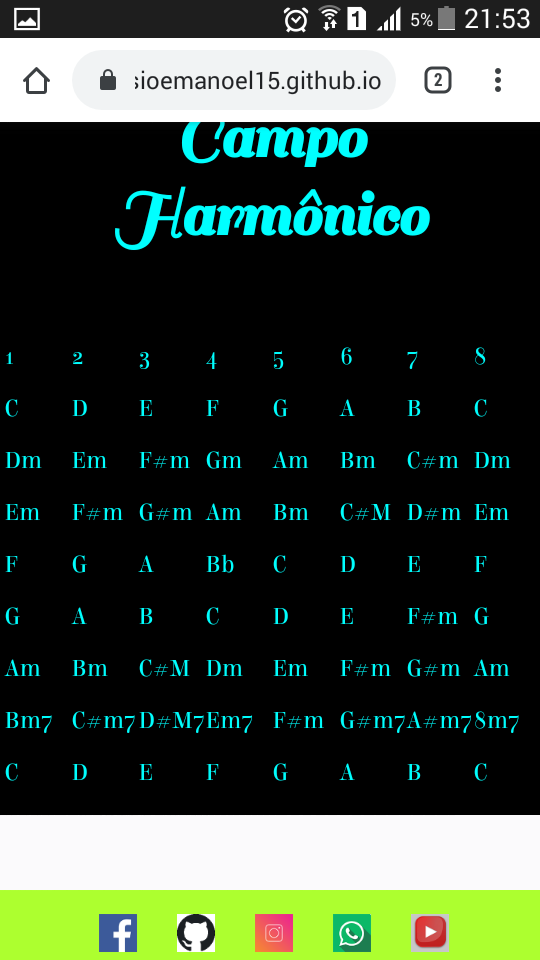 1 5% 21:53
sioemanoel15.github.io 2
Campo
Harmônico
1 2 3 4 5 6 7 8
C D E F G A B C
Dm Em F#m Gm Am Bm C#m Dm
Em F#m G#m Am Bm C#M D#m Em
F G A Bb C D E F
G A B C D E F#m G
Am Bm C#M Dm Em F#m G#m Am
Bm7 C#m7 D#M7 Em7 F#m G#m7 A#m7 8m7
C D E F G A B C